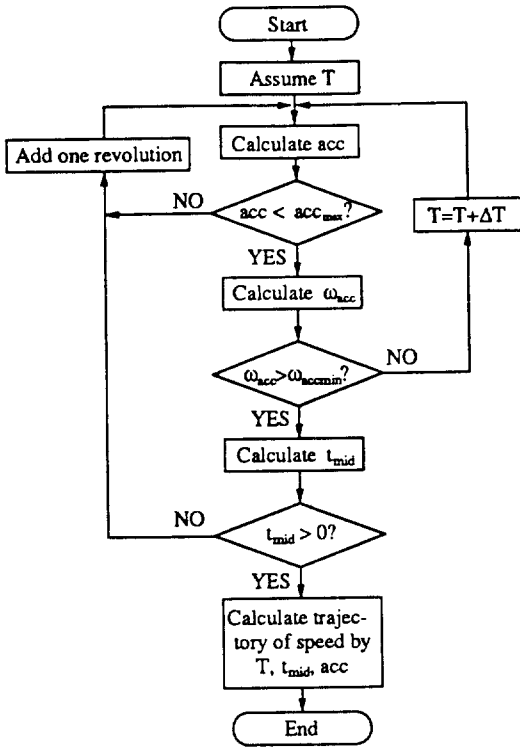 Start
Assume T
Add one revolution
Calculate acc
NO
acc < acc_max?
T=T+ΔT
YES
Calculate ω_acc
ω_acc>ω_accmin?
NO
YES
Calculate t_mid
NO
t_mid > 0?
YES
Calculate trajec-
tory of speed by
T, t_mid, acc
End